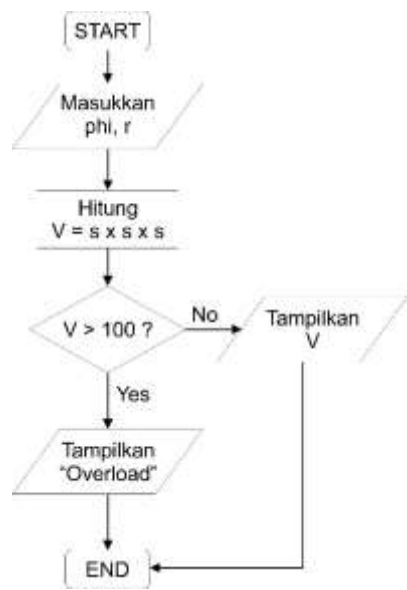 START
Masukkan
phi, r
Hitung
V = s x s x s
V > 100 ?
No
Tampilkan
V
Yes
Tampilkan
"Overload"
END